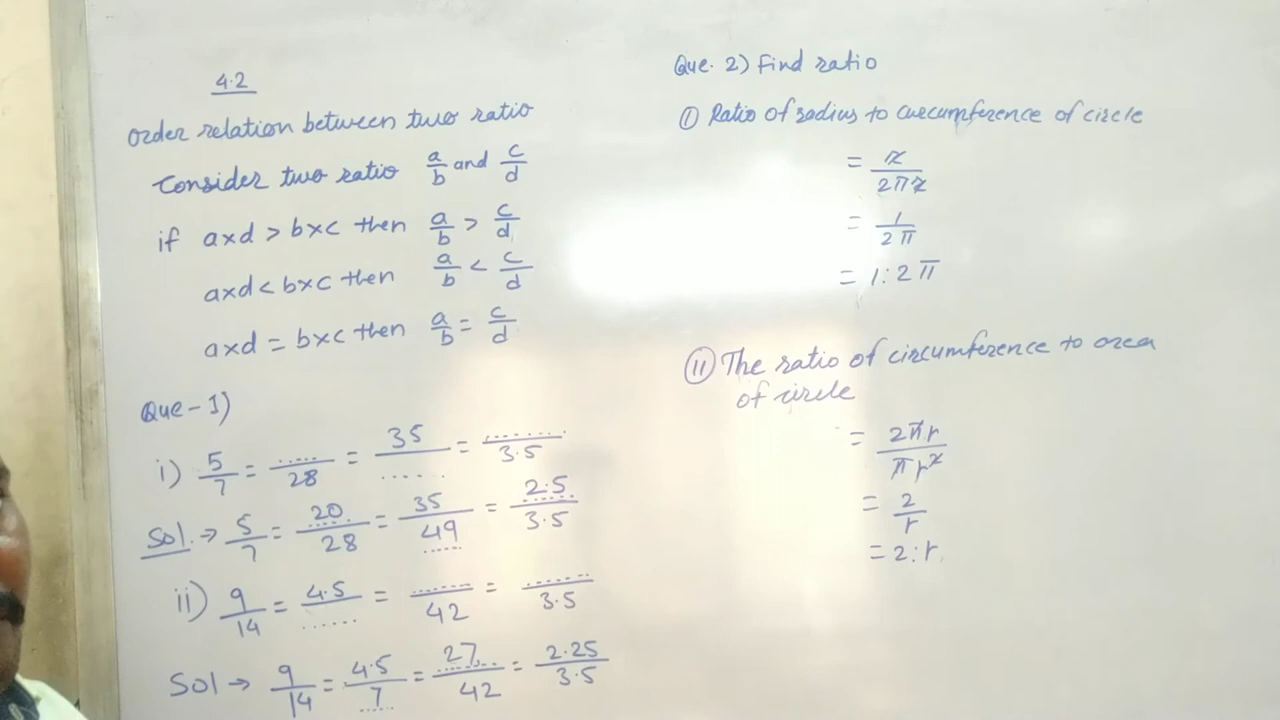 4.2
order relation between two ratio
Consider two ratio a/b and c/d
if a×d > b×c then a/b > c/d
a×d < b×c then a/b < c/d
a×d = b×c then a/b = c/d
Que-1)
i) 5/7 = ...../28 = 35/..... = ......./3.5
Sol. → 5/7 = 20/28 = 35/49 = 2.5/3.5
ii) 9/14 = 4.5/...... = ......./42 = ......./3.5
Sol → 9/14 = 4.5/7 = 27/42 = 2.25/3.5
Que. 2) Find ratio
① Ratio of radius to circumference of circle
= r/2πr
= 1/2π
= 1:2π
⑪ The ratio of circumference to area
of circle
= 2πr/πr²
= 2/r
= 2:r